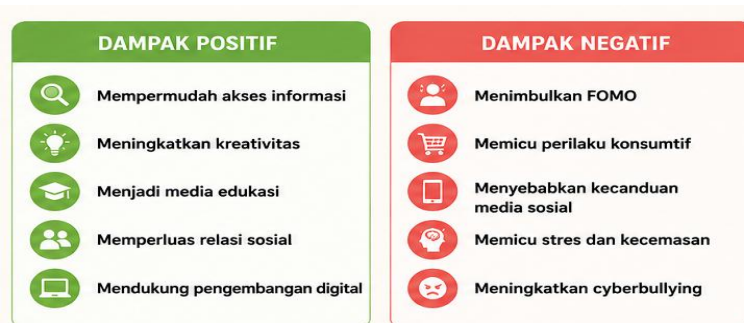 DAMPAK POSITIF
Mempermudah akses informasi
Meningkatkan kreativitas
Menjadi media edukasi
Memperluas relasi sosial
Mendukung pengembangan digital
DAMPAK NEGATIF
Menimbulkan FOMO
Memicu perilaku konsumtif
Menyebabkan kecanduan
media sosial
Memicu stres dan kecemasan
Meningkatkan cyberbullying